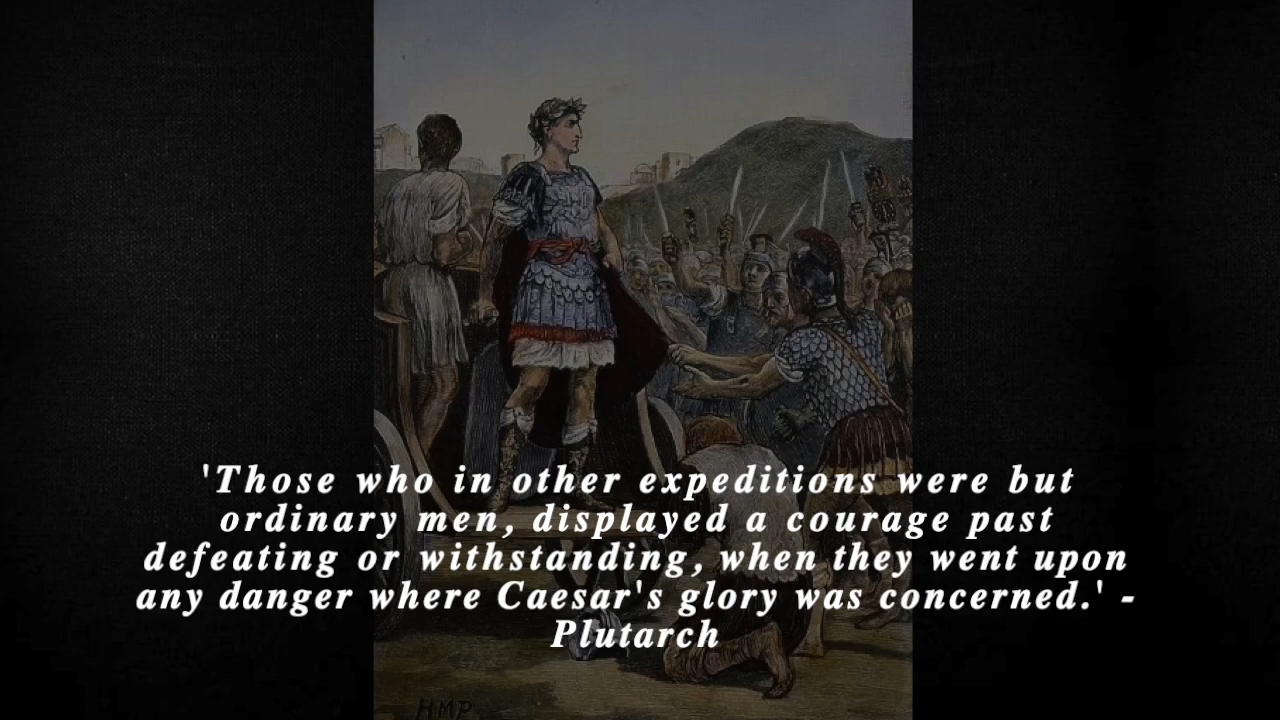 'Those who in other expeditions were but
ordinary men, displayed a courage past
defeating or withstanding, when they went upon
any danger where Caesar's glory was concerned.' -
Plutarch
HMP